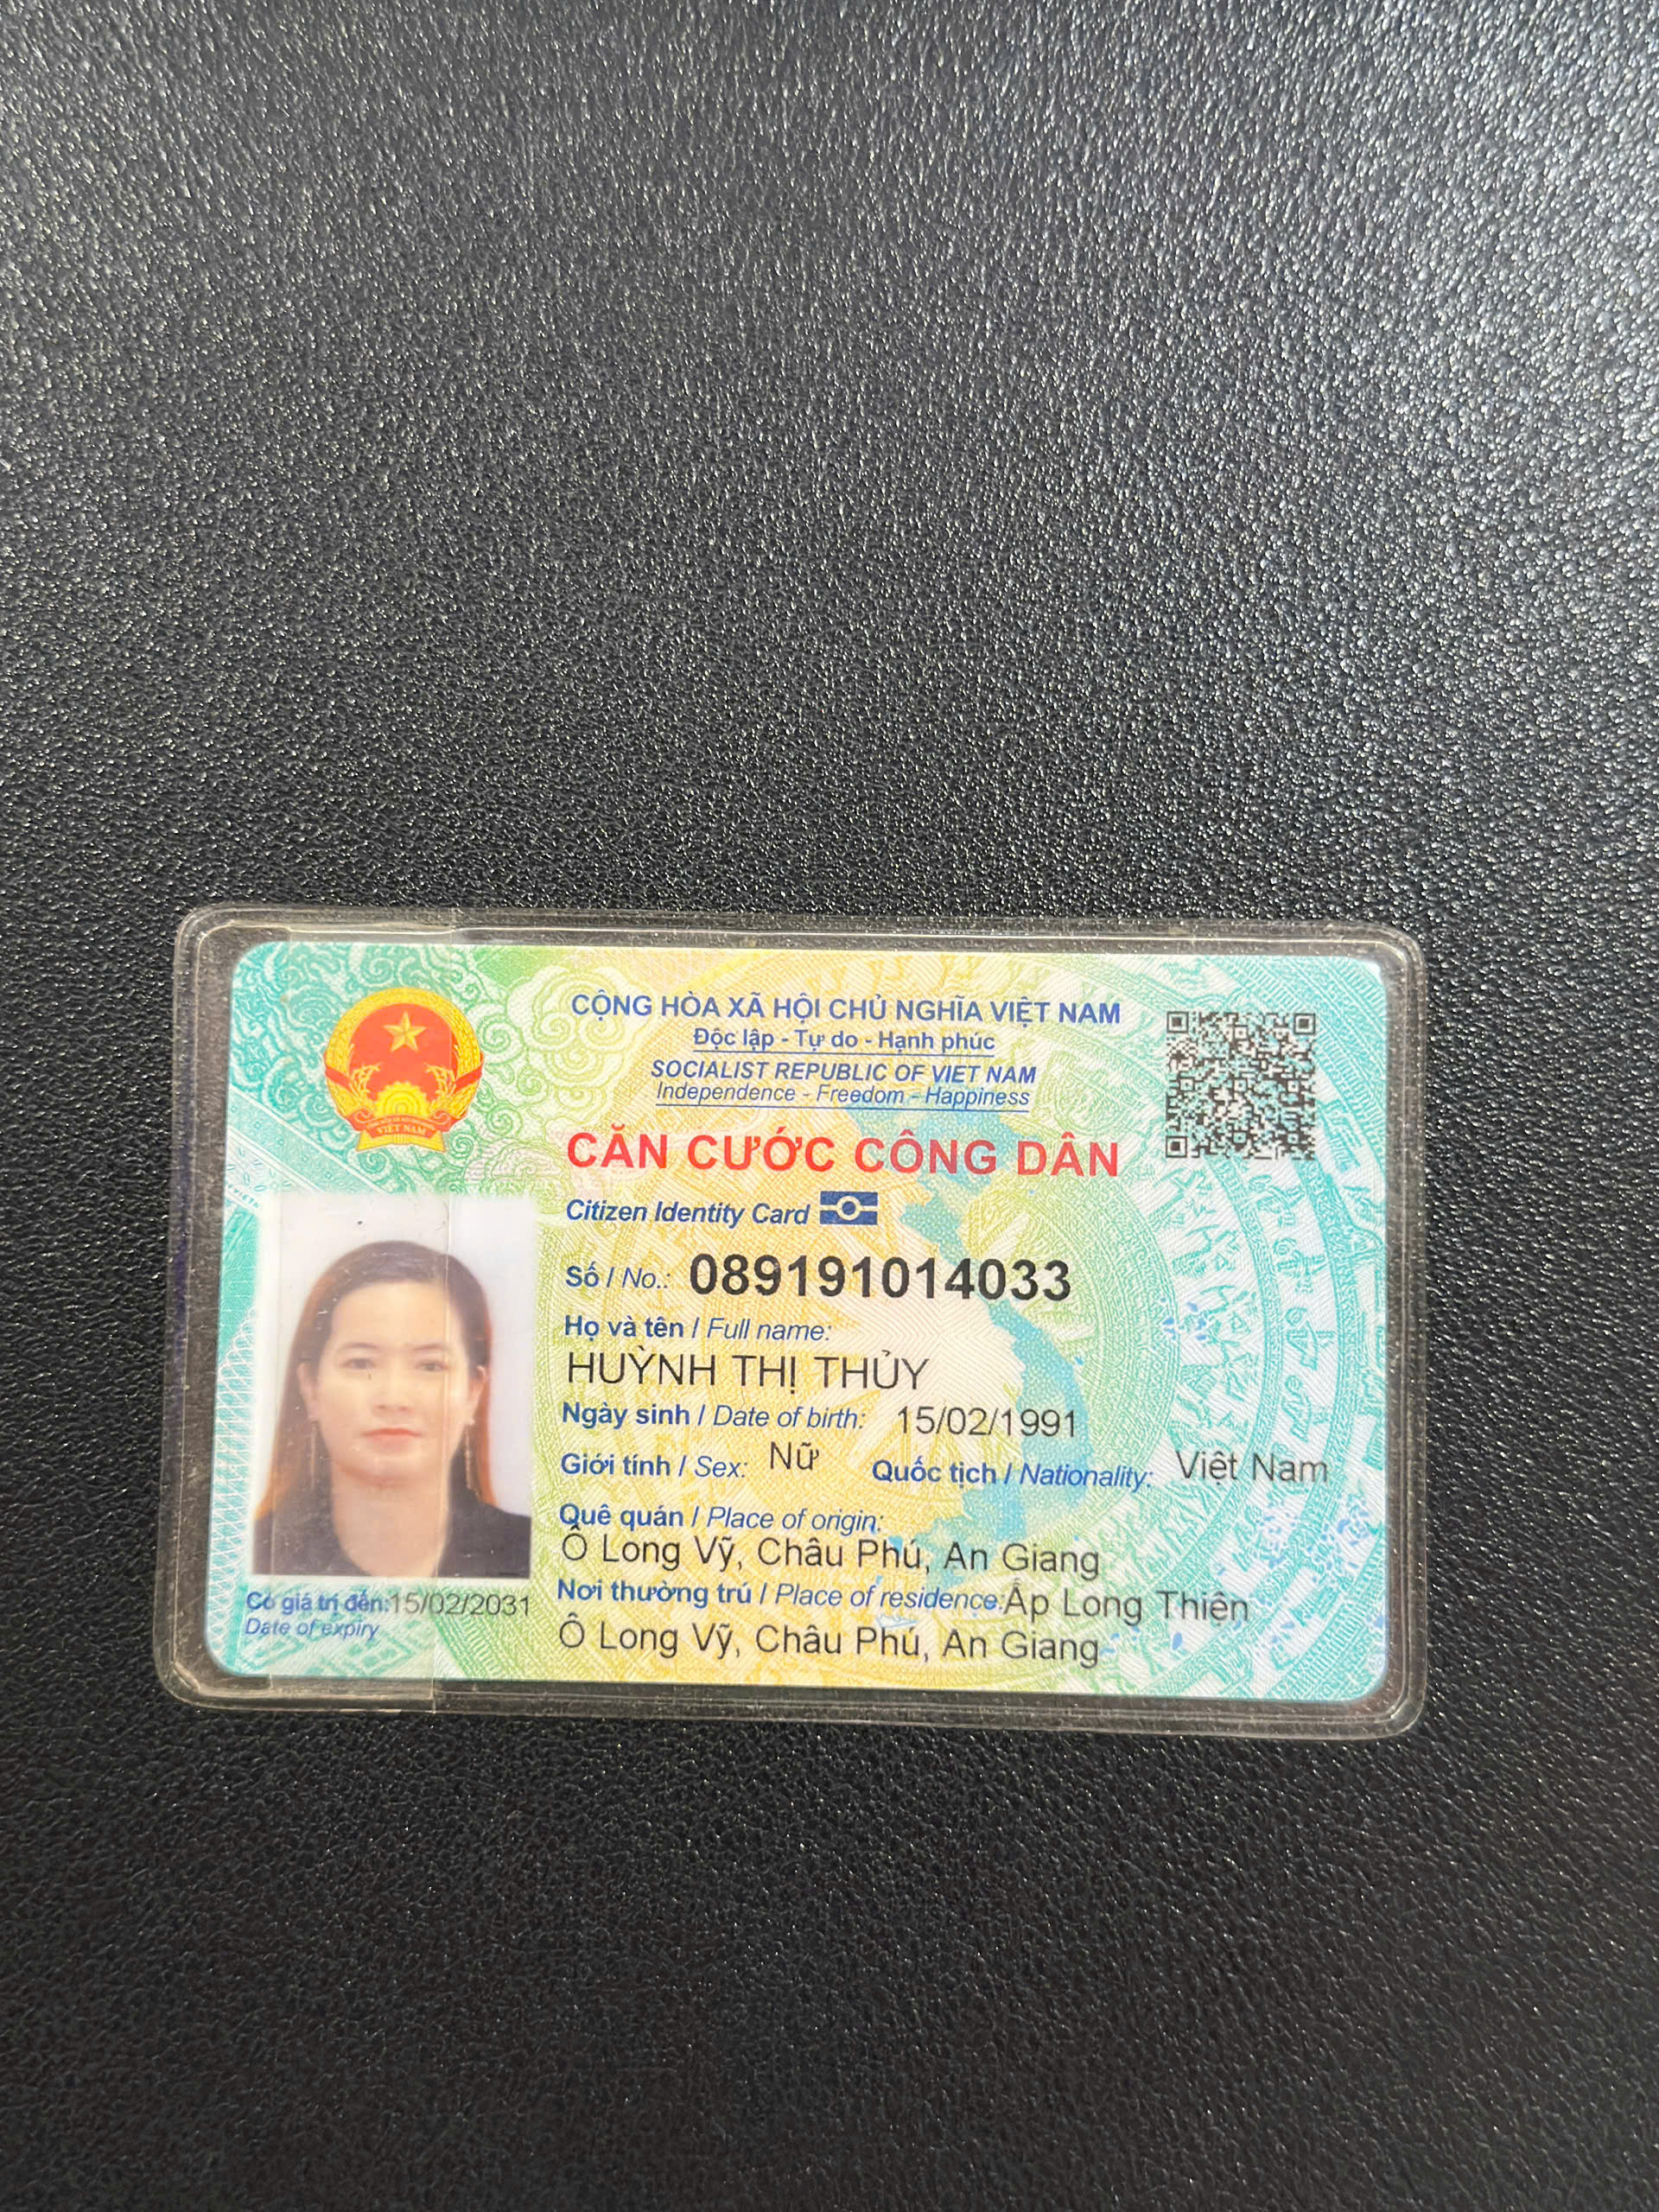 CỘNG HÒA XÃ HỘI CHỦ NGHĨA VIỆT NAM
Độc lập - Tự do - Hạnh phúc
SOCIALIST REPUBLIC OF VIET NAM
Independence - Freedom - Happiness
CĂN CƯỚC CÔNG DÂN
Citizen Identity Card
Số / No.: 089191014033
Họ và tên / Full name:
HUỲNH THỊ THỦY
Ngày sinh / Date of birth: 15/02/1991
Giới tính / Sex: Nữ Quốc tịch / Nationality: Việt Nam
Quê quán / Place of origin:
Ô Long Vỹ, Châu Phú, An Giang
Nơi thường trú / Place of residence: Ấp Long Thiện
Ô Long Vỹ, Châu Phú, An Giang
Có giá trị đến: 15/02/2031
Date of expiry
VIỆT NAM